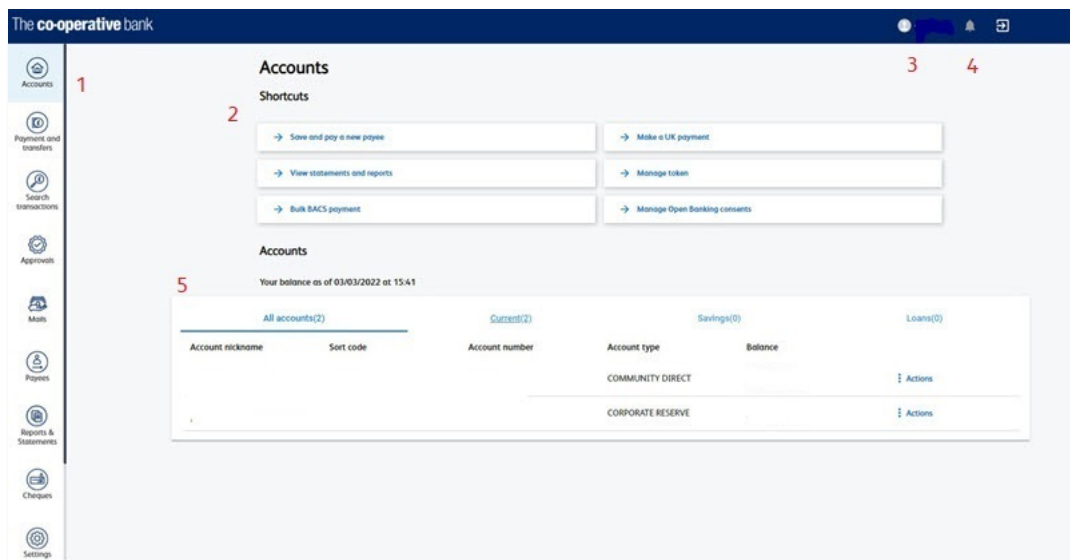 The co-operative bank
3
4
Accounts
1
Payment and
transfers
Search
transactions
Approvals
Mails
Payees
Reports &
Statements
Cheques
Settings
Accounts
Shortcuts
2
Save and pay a new payee
Make a UK payment
View statements and reports
Manage token
Bulk BACS payment
Manage Open Banking consents
Accounts
Your balance as of 03/03/2022 at 15:41
5
All accounts(2)
Current(2)
Savings(0)
Loans(0)
Account nickname
Sort code
Account number
Account type
Balance
COMMUNITY DIRECT
Actions
CORPORATE RESERVE
Actions